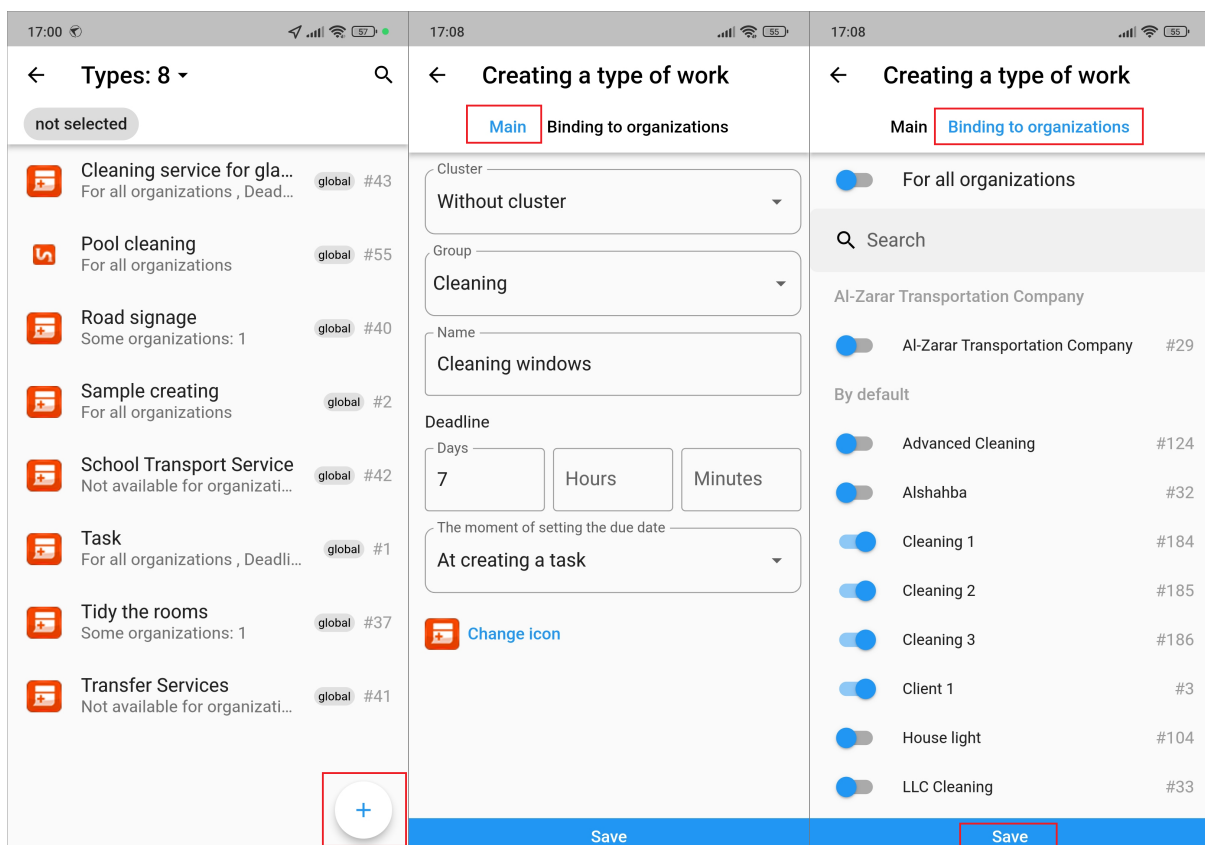 17:00
57
Types: 8
not selected
Cleaning service for gla...
For all organizations , Dead...
global #43
Pool cleaning
For all organizations
global #55
Road signage
Some organizations: 1
global #40
Sample creating
For all organizations
global #2
School Transport Service
Not available for organizati...
global #42
Task
For all organizations , Deadli...
global #1
Tidy the rooms
Some organizations: 1
global #37
Transfer Services
Not available for organizati...
global #41
+
17:08
55
Creating a type of work
Main Binding to organizations
Cluster
Without cluster
Group
Cleaning
Name
Cleaning windows
Deadline
Days
7 Hours Minutes
The moment of setting the due date
At creating a task
Change icon
Save
17:08
55
Creating a type of work
Main Binding to organizations
For all organizations
Search
Al-Zarar Transportation Company
Al-Zarar Transportation Company #29
By default
Advanced Cleaning #124
Alshahba #32
Cleaning 1 #184
Cleaning 2 #185
Cleaning 3 #186
Client 1 #3
House light #104
LLC Cleaning #33
Save